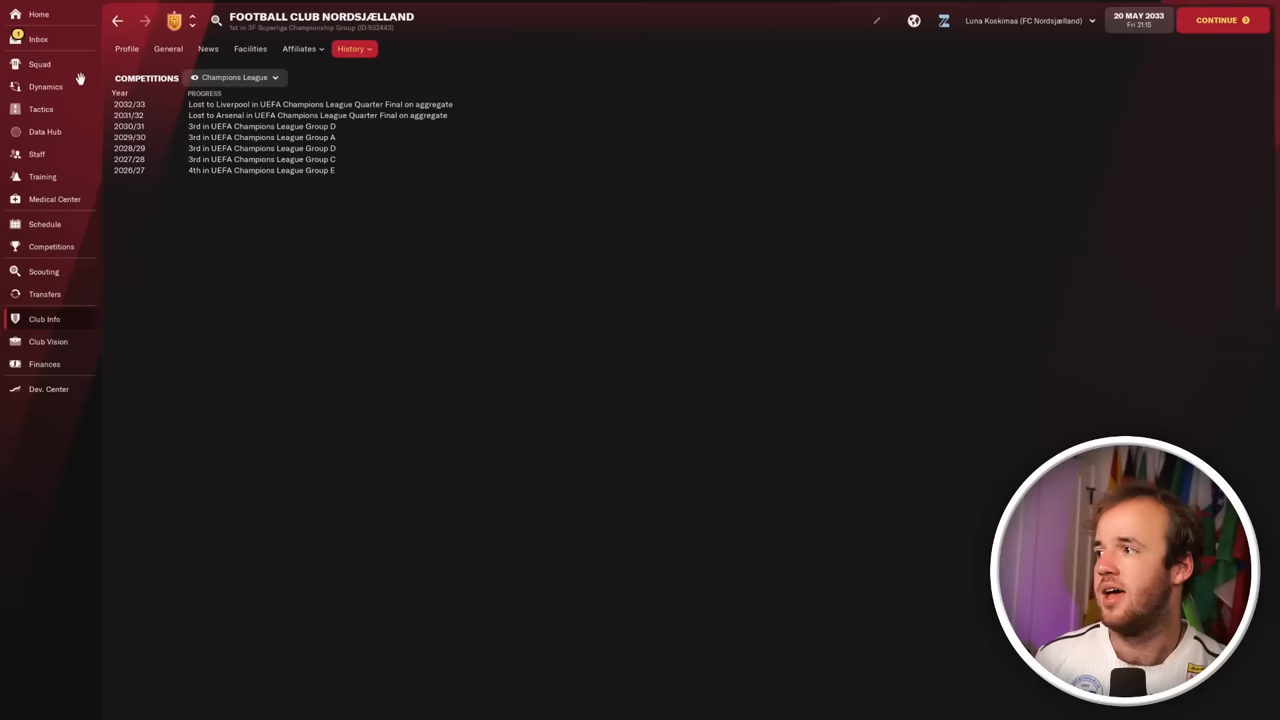 Home
Inbox
1
Squad
Dynamics
Tactics
Data Hub
Staff
Training
Medical Center
Schedule
Competitions
Scouting
Transfers
Club Info
Club Vision
Finances
Dev. Center
FOOTBALL CLUB NORDSJÆLLAND
1st in 3F Superliga Championship Group (ID:932443)
Luna Koskimaa (FC Nordsjælland)
20 MAY 2033
Fri 21:15
CONTINUE
Profile
General
News
Facilities
Affiliates
History
COMPETITIONS
Champions League
Year PROGRESS
2032/33 Lost to Liverpool in UEFA Champions League Quarter Final on aggregate
2031/32 Lost to Arsenal in UEFA Champions League Quarter Final on aggregate
2030/31 3rd in UEFA Champions League Group D
2029/30 3rd in UEFA Champions League Group A
2028/29 3rd in UEFA Champions League Group D
2027/28 3rd in UEFA Champions League Group C
2026/27 4th in UEFA Champions League Group E